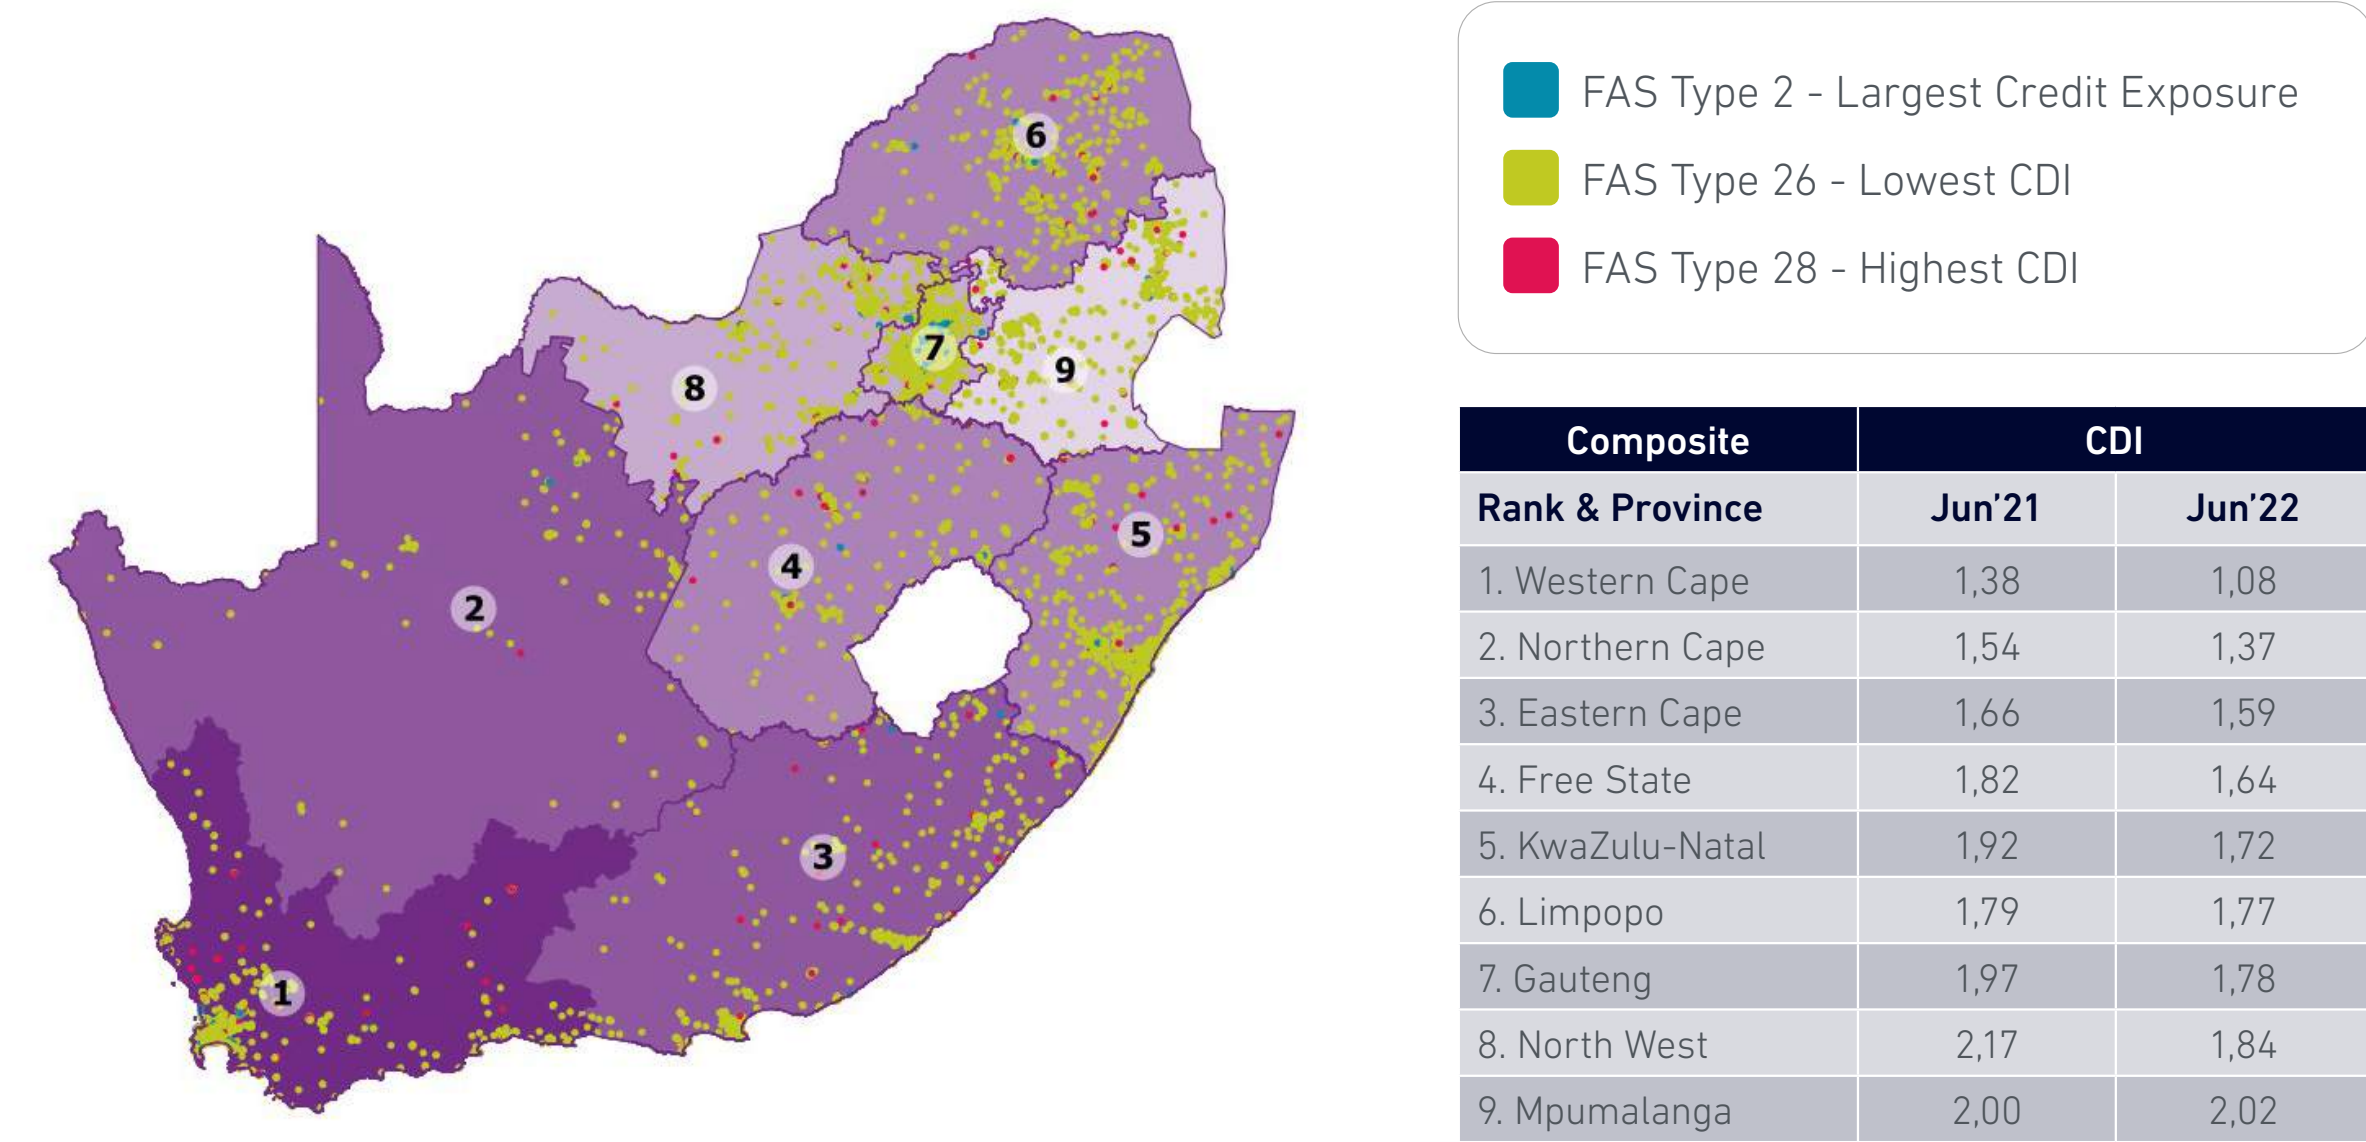 6
7
8
9
5
4
2
3
1
FAS Type 2 - Largest Credit Exposure
FAS Type 26 - Lowest CDI
FAS Type 28 - Highest CDI
Composite CDI
Rank & Province Jun'21 Jun'22
1. Western Cape 1,38 1,08
2. Northern Cape 1,54 1,37
3. Eastern Cape 1,66 1,59
4. Free State 1,82 1,64
5. KwaZulu-Natal 1,92 1,72
6. Limpopo 1,79 1,77
7. Gauteng 1,97 1,78
8. North West 2,17 1,84
9. Mpumalanga 2,00 2,02